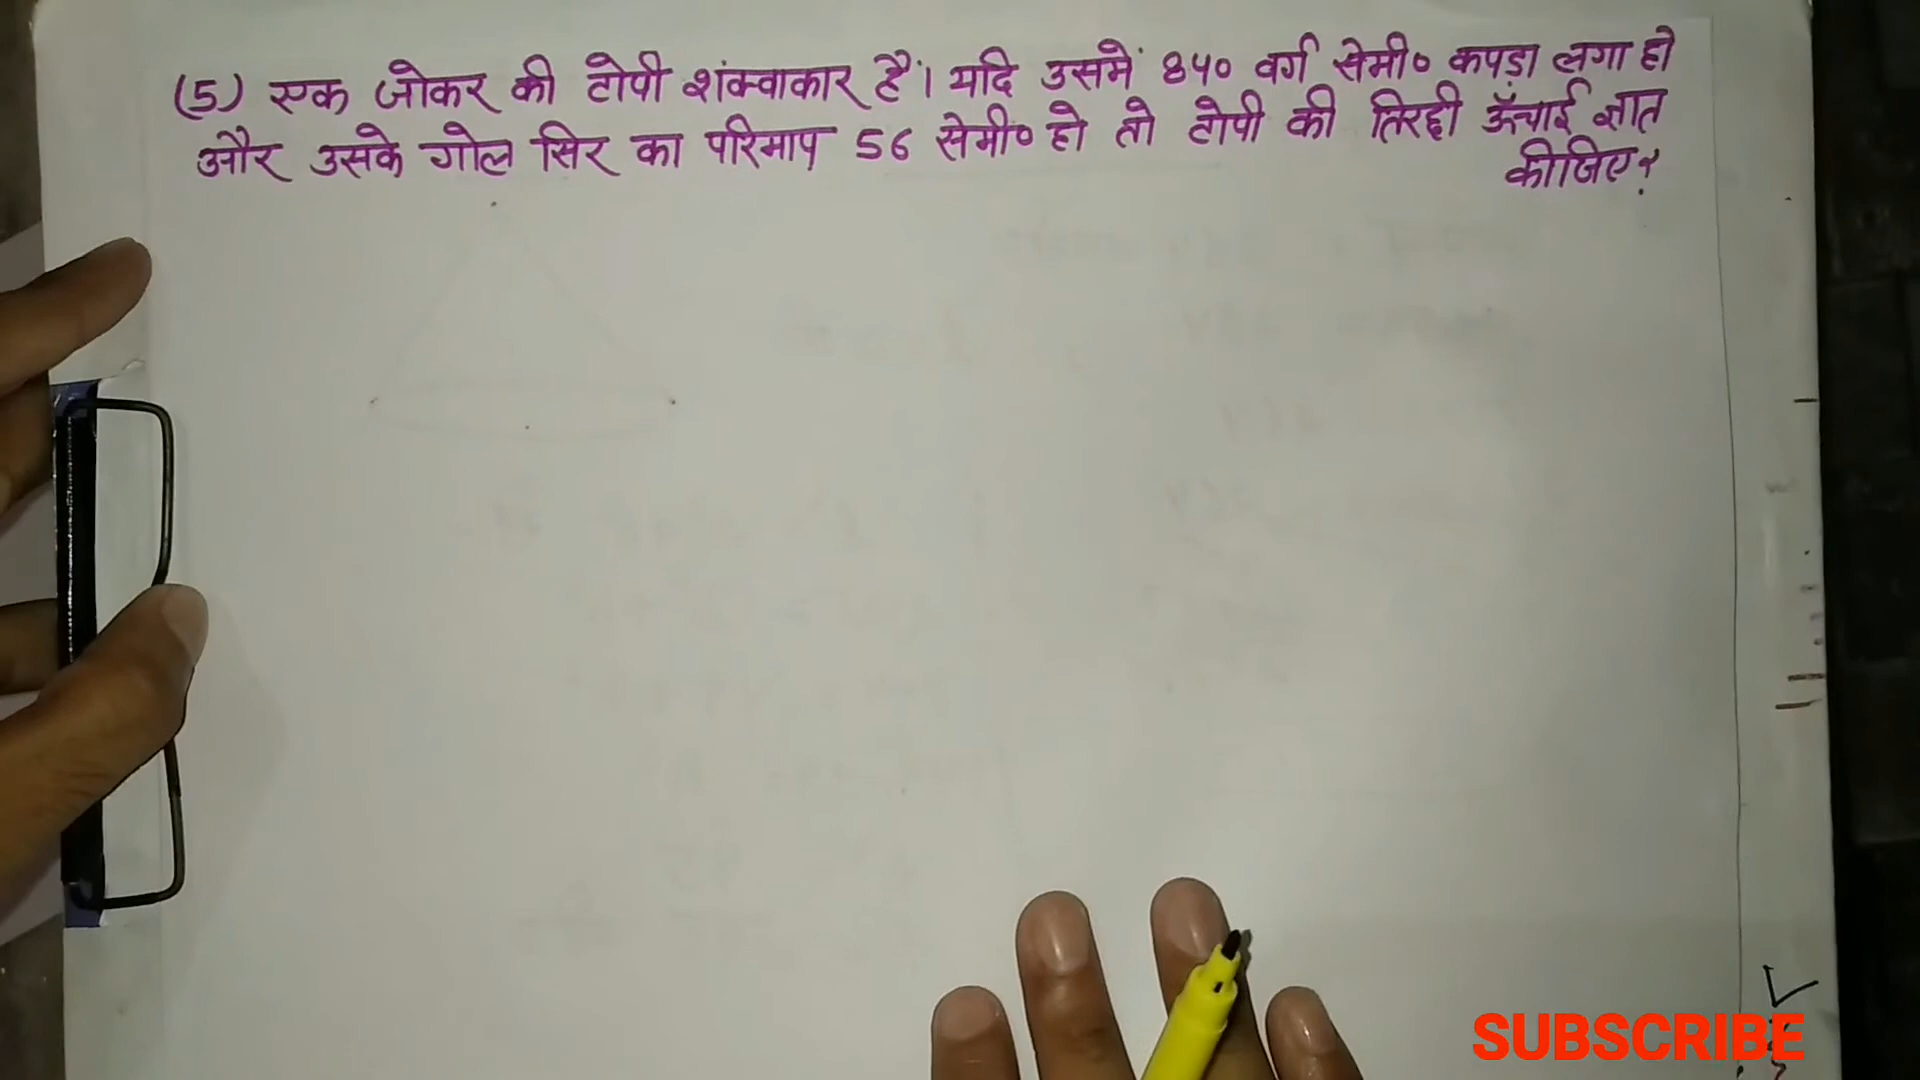 (5) एक जोकर की टोपी शंक्वाकार है। यदि उसमें 840 वर्ग सेमी० कपड़ा लगा हो
और उसके गोल सिर का परिमाप 56 सेमी० हो तो टोपी की तिरछी ऊँचाई ज्ञात
कीजिए?
SUBSCRIBE